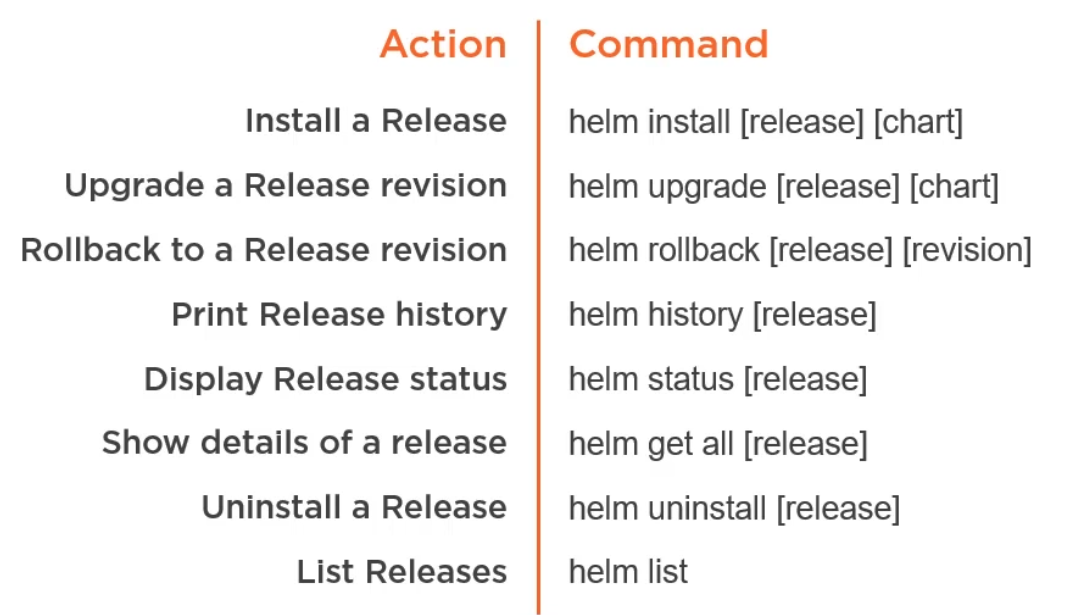 Action Command
Install a Release helm install [release] [chart]
Upgrade a Release revision helm upgrade [release] [chart]
Rollback to a Release revision helm rollback [release] [revision]
Print Release history helm history [release]
Display Release status helm status [release]
Show details of a release helm get all [release]
Uninstall a Release helm uninstall [release]
List Releases helm list